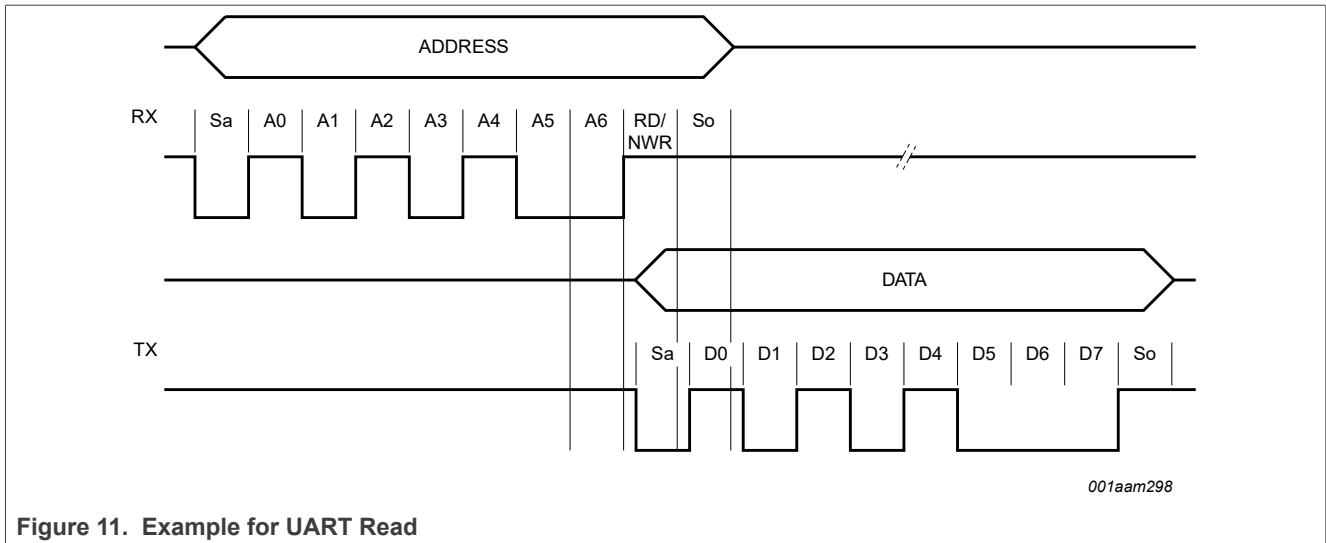 ADDRESS
RX Sa A0 A1 A2 A3 A4 A5 A6 RD/ So
NWR
DATA
TX Sa D0 D1 D2 D3 D4 D5 D6 D7 So
001aam298
Figure 11. Example for UART Read